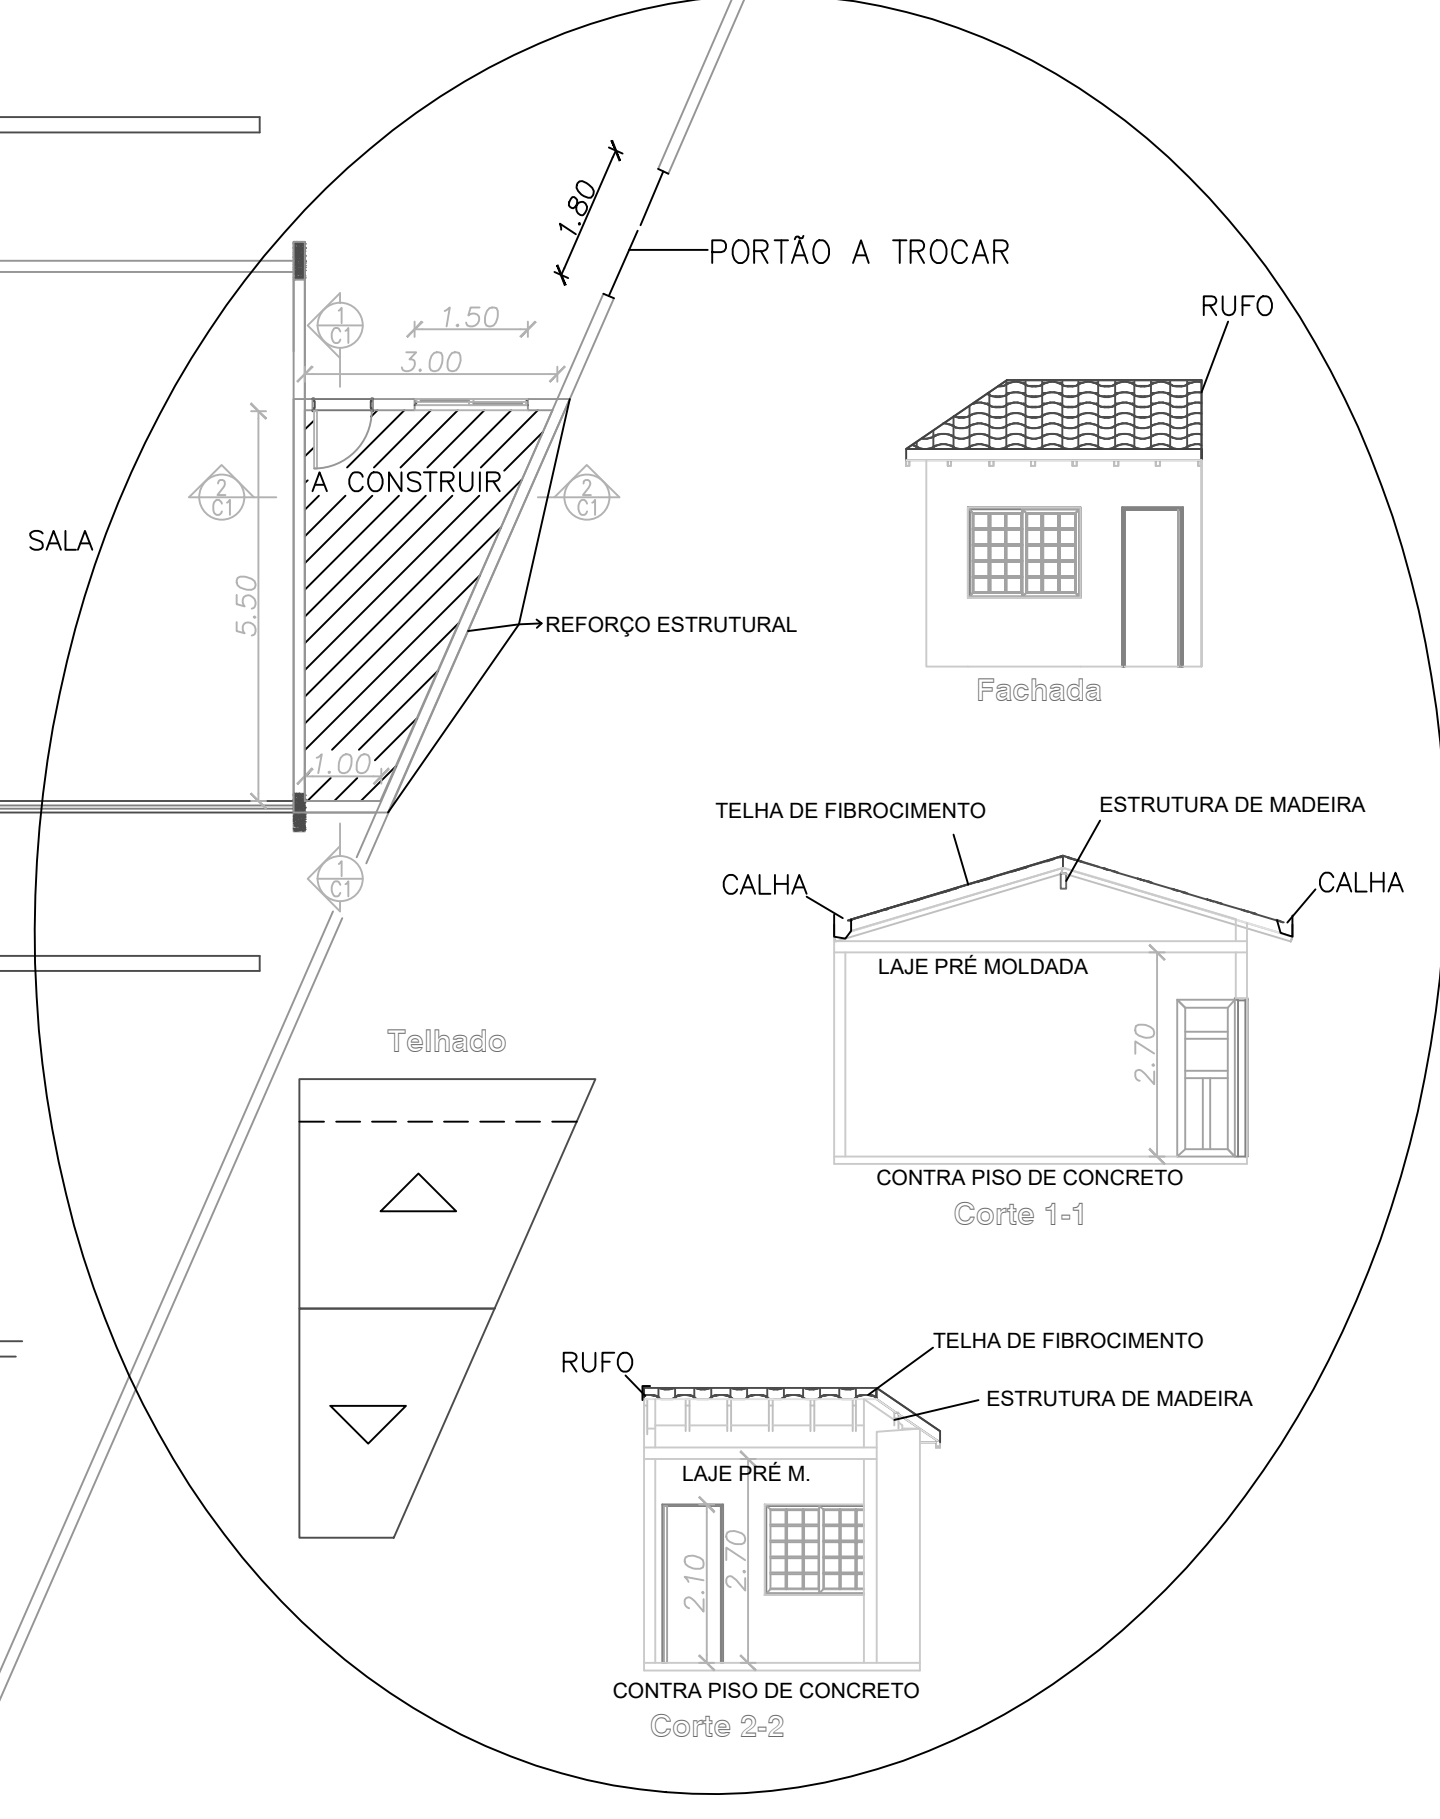 1.80
PORTÃO A TROCAR
RUFO
1
C1
1.50
3.00
A CONSTRUIR
2
C1
2
C1
SALA
5.50
REFORÇO ESTRUTURAL
Fachada
1.00
TELHA DE FIBROCIMENTO
ESTRUTURA DE MADEIRA
1
C1
CALHA
CALHA
LAJE PRÉ MOLDADA
2.70
Telhado
CONTRA PISO DE CONCRETO
Corte 1-1
TELHA DE FIBROCIMENTO
RUFO
ESTRUTURA DE MADEIRA
LAJE PRÉ M.
2.10
2.70
CONTRA PISO DE CONCRETO
Corte 2-2